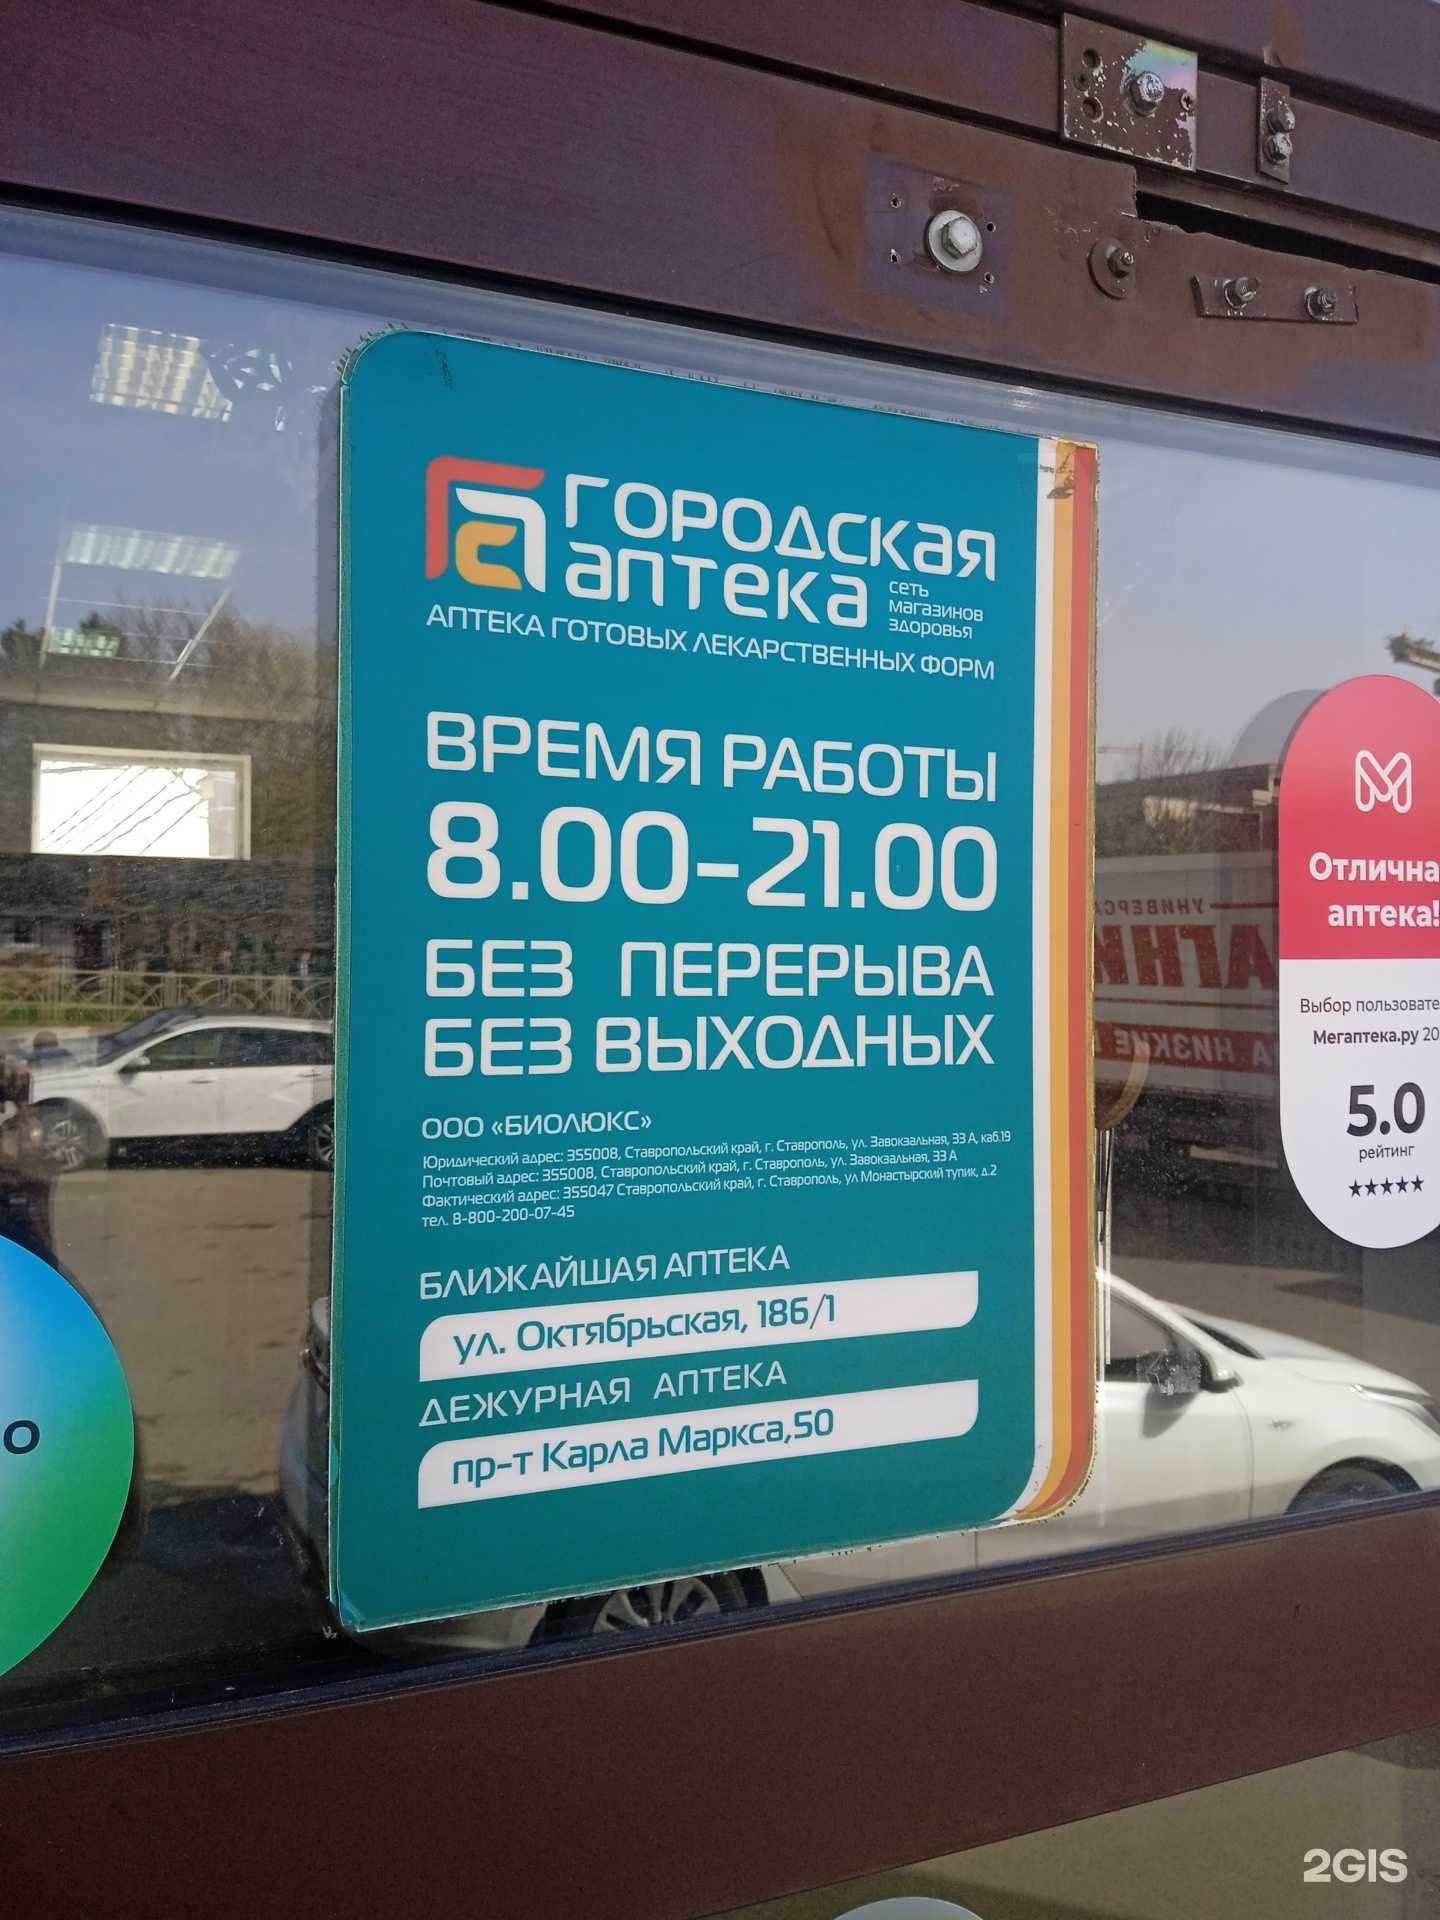 ГОРОДСКАЯ
аптека
сеть
магазинов
здоровья
АПТЕКА ГОТОВЫХ ЛЕКАРСТВЕННЫХ ФОРМ
ВРЕМЯ РАБОТЫ
8.00-21.00
БЕЗ ПЕРЕРЫВА
БЕЗ ВЫХОДНЫХ
ООО «БИОЛЮКС»
Юридический адрес: 355008, Ставропольский край, г. Ставрополь, ул. Завокзальная, 33 А, каб.19
Почтовый адрес: 355008, Ставропольский край, г. Ставрополь, ул. Завокзальная, 33 А
Фактический адрес: 355047 Ставропольский край, г. Ставрополь, ул Монастырский тупик, д.2
тел. 8-800-200-07-45
БЛИЖАЙШАЯ АПТЕКА
ул. Октябрьская, 186/1
ДЕЖУРНАЯ АПТЕКА
пр-т Карла Маркса,50
Отлична
аптека!
Выбор пользовате
Мегаптека.ру 20
5.0
рейтинг
о
2GIS